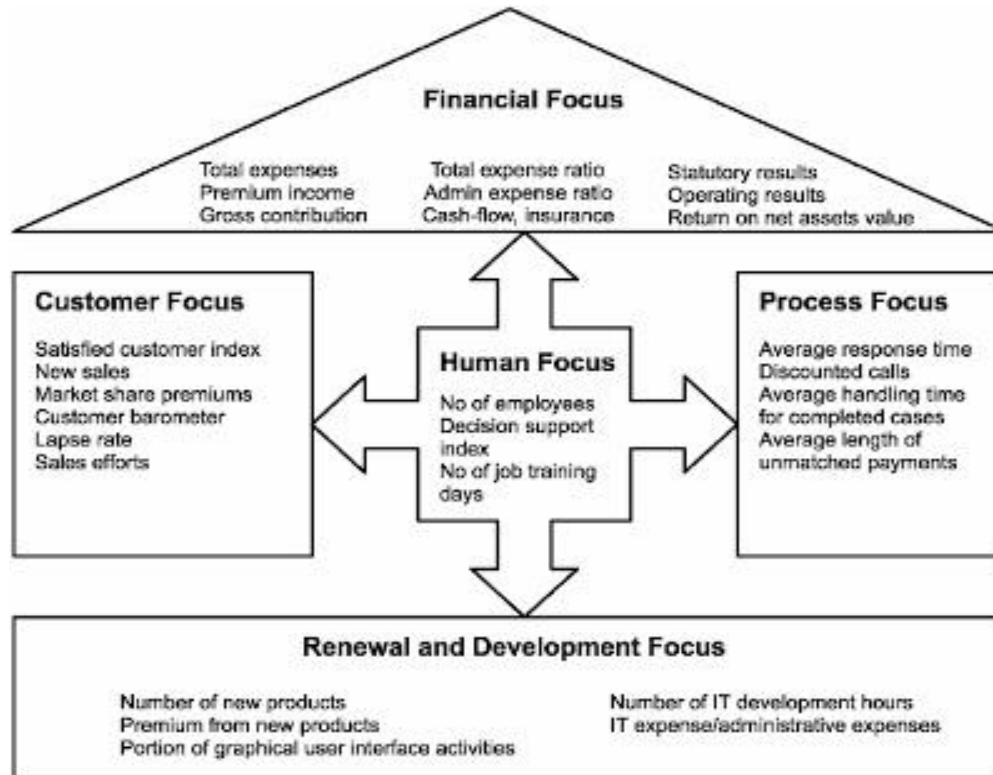 Financial Focus
Total expenses
Premium income
Gross contribution
Total expense ratio
Admin expense ratio
Cash-flow, insurance
Statutory results
Operating results
Return on net assets value
Customer Focus
Satisfied customer index
New sales
Market share premiums
Customer barometer
Lapse rate
Sales efforts
Human Focus
No of employees
Decision support
index
No of job training
days
Process Focus
Average response time
Discounted calls
Average handling time
for completed cases
Average length of
unmatched payments
Renewal and Development Focus
Number of new products
Premium from new products
Portion of graphical user interface activities
Number of IT development hours
IT expense/administrative expenses